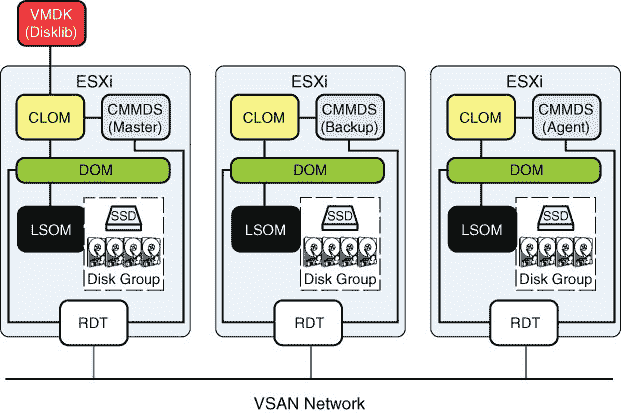 VMDK
(Disklib)
ESXi
CLOM
CMMDS
(Master)
DOM
LSOM
SSD
Disk Group
RDT
ESXi
CLOM
CMMDS
(Backup)
DOM
LSOM
SSD
Disk Group
RDT
ESXi
CLOM
CMMDS
(Agent)
DOM
LSOM
SSD
Disk Group
RDT
VSAN Network